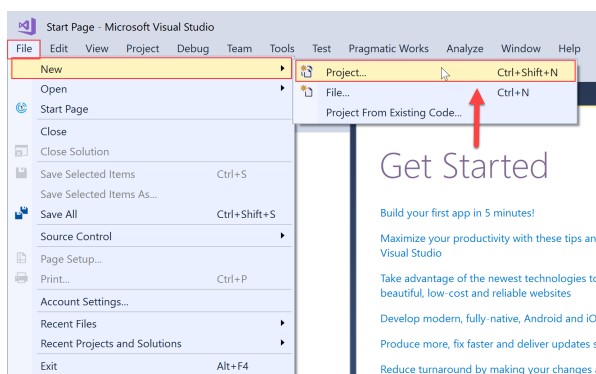 Start Page - Microsoft Visual Studio
File Edit View Project Debug Team Tools Test Pragmatic Works Analyze Window Help
New
Project... Ctrl+Shift+N
Open
File... Ctrl+N
Start Page
Project From Existing Code...
Close
Close Solution
Save Selected Items Ctrl+S
Save Selected Items As...
Save All Ctrl+Shift+S
Source Control
Page Setup...
Print... Ctrl+P
Account Settings...
Recent Files
Recent Projects and Solutions
Exit Alt+F4
Get Started
Build your first app in 5 minutes!
Maximize your productivity with these tips an
Visual Studio
Take advantage of the newest technologies to
beautiful, low-cost and reliable websites
Develop modern, fully-native, Android and iO
Produce more, fix faster and deliver updates s
Reduce turnaround by making your changes a